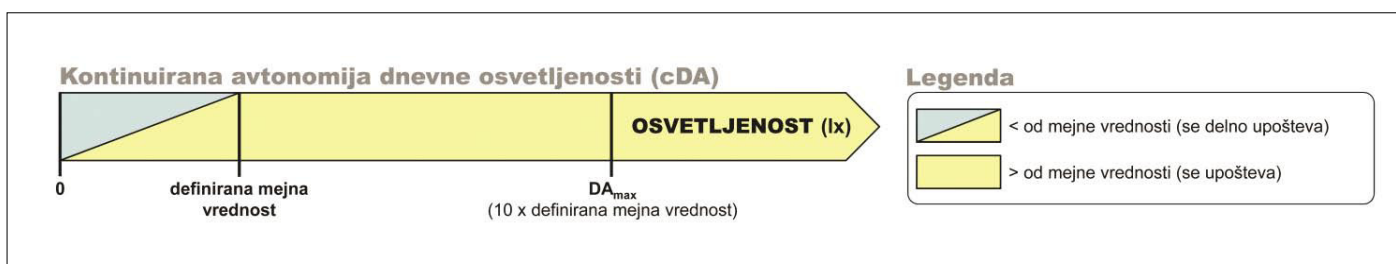 Kontinuirana avtonomija dnevne osvetljenosti (cDA)
OSVETLJENOST (lx)
0
definirana mejna
vrednost
DAmax
(10 x definirana mejna vrednost)
Legenda
< od mejne vrednosti (se delno upošteva)
> od mejne vrednosti (se upošteva)